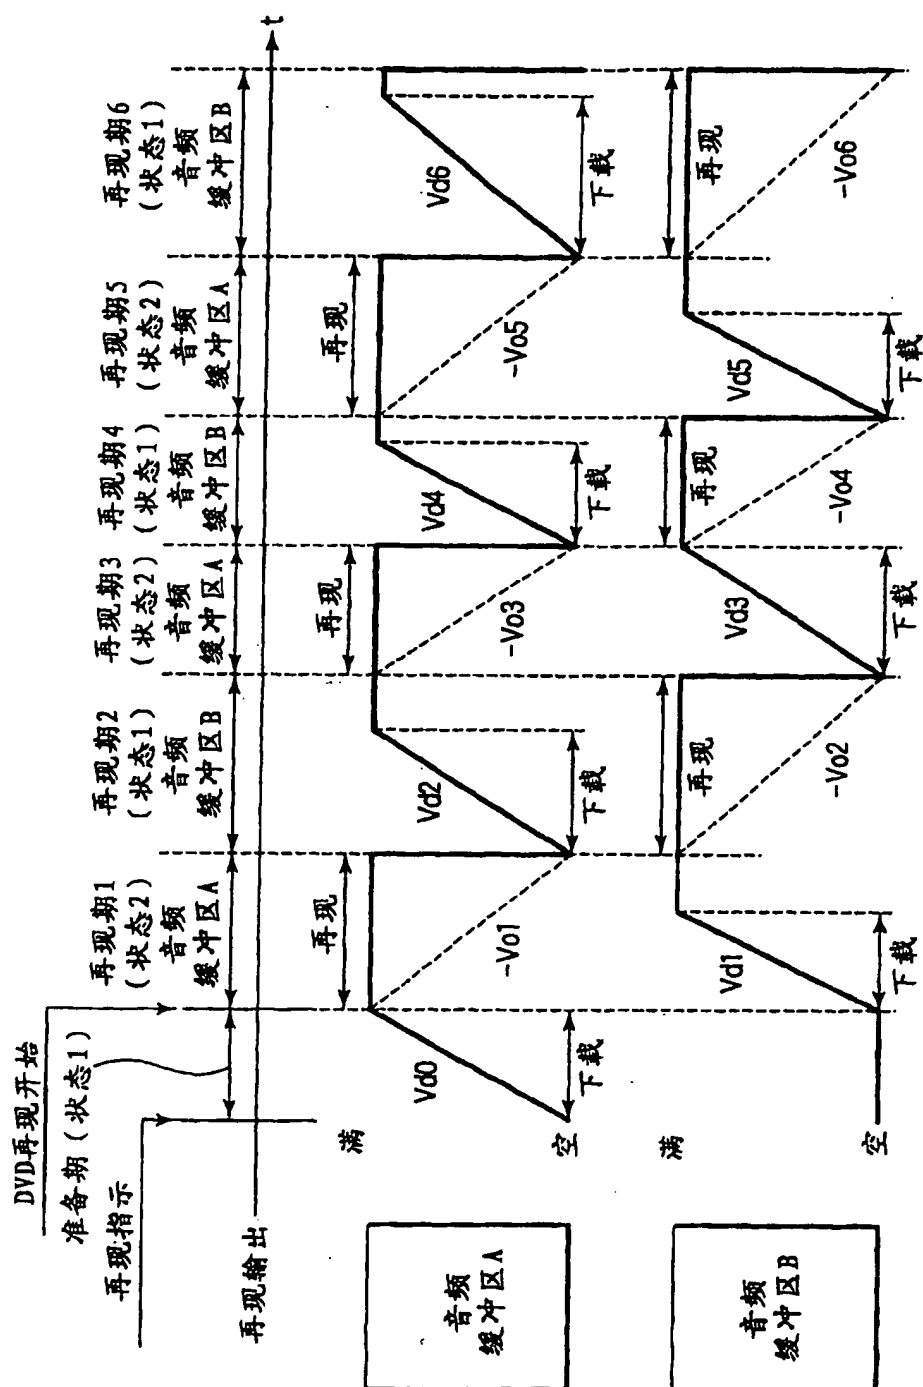 DVD再现开始
准备期(状态1)
再现指示
再现输出
t
再现期1
(状态2)
音频
缓冲区A
再现期2
(状态1)
音频
缓冲区B
再现期3
(状态2)
音频
缓冲区A
再现期4
(状态1)
音频
缓冲区B
再现期5
(状态2)
音频
缓冲区A
再现期6
(状态1)
音频
缓冲区B
音频
缓冲区A
满
空
Vd0
下载
再现
-Vo1
Vd2
下载
再现
-Vo3
Vd4
下载
再现
-Vo5
Vd6
下载
音频
缓冲区B
满
空
Vd1
下载
再现
-Vo2
Vd3
下载
再现
-Vo4
Vd5
下载
再现
-Vo6